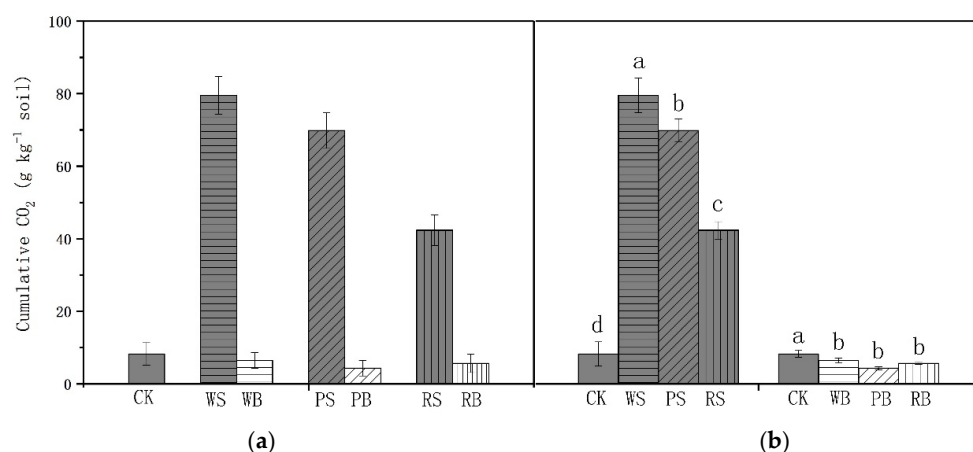 100
80
60
40
20
0
Cumulative CO₂ (g kg⁻¹ soil)
CK WS WB PS PB RS RB
a
b
c
d
a
b
b
b
CK WS PS RS CK WB PB RB
(a) (b)